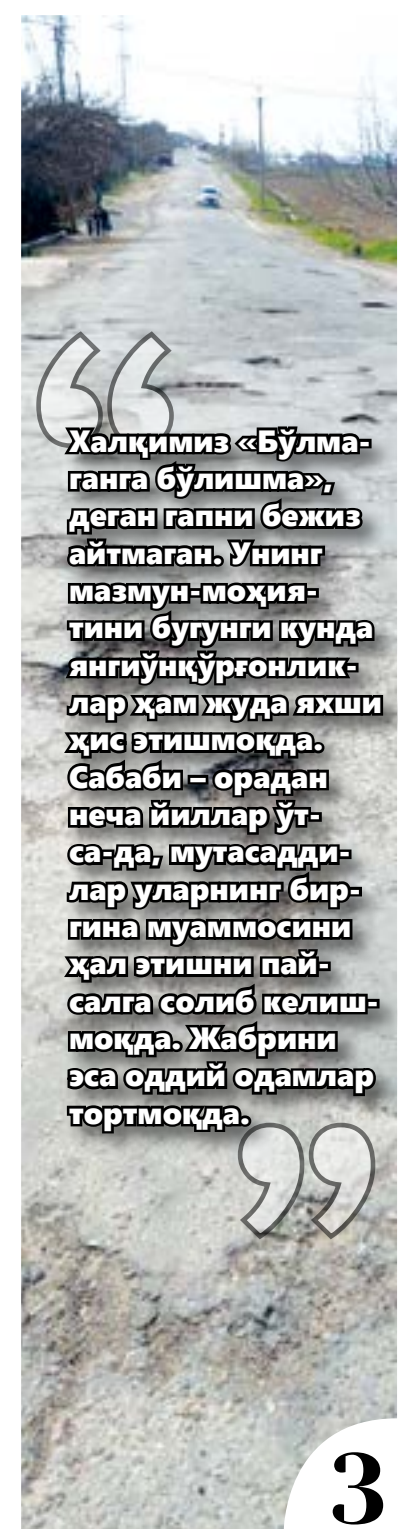 “
Халқимиз «Бўлма-
ганга бўлишма»,
деган гапни бежиз
айтмаган. Унинг
мазмун-моҳия-
тини бугунги кунда
янгиўнқўрғонлик-
лар ҳам жуда яхши
ҳис этишмоқда.
Сабаби – орадан
неча йиллар ўт-
са-да, мутасадди-
лар уларнинг бир-
гина муаммосини
ҳал этишни пай-
салга солиб келиш-
моқда. Жабрини
эса оддий одамлар
тортмоқда.
”
3